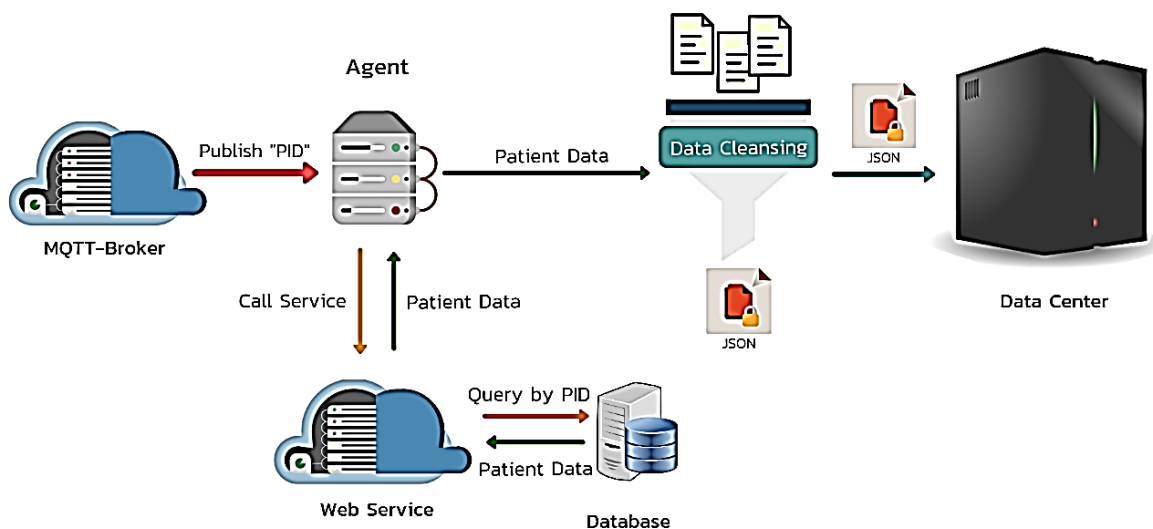 Agent
Publish "PID"
MQTT-Broker
Patient Data
Data Cleansing
JSON
JSON
Data Center
Call Service
Patient Data
Query by PID
Patient Data
Web Service
Database